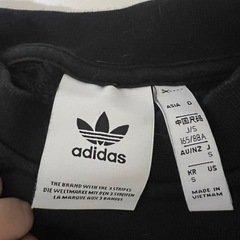 adidas
THE BRAND WITH THE 3 STRIPES
DIE WELTMARKE MIT DEN 3 STREIFEN
LA MARQUE AUX 3 BANDES
ASIA
中国尺码
J/S
165/88A
AU/NZ J
S
KR J
S
US S
MADE IN
VIETNAM